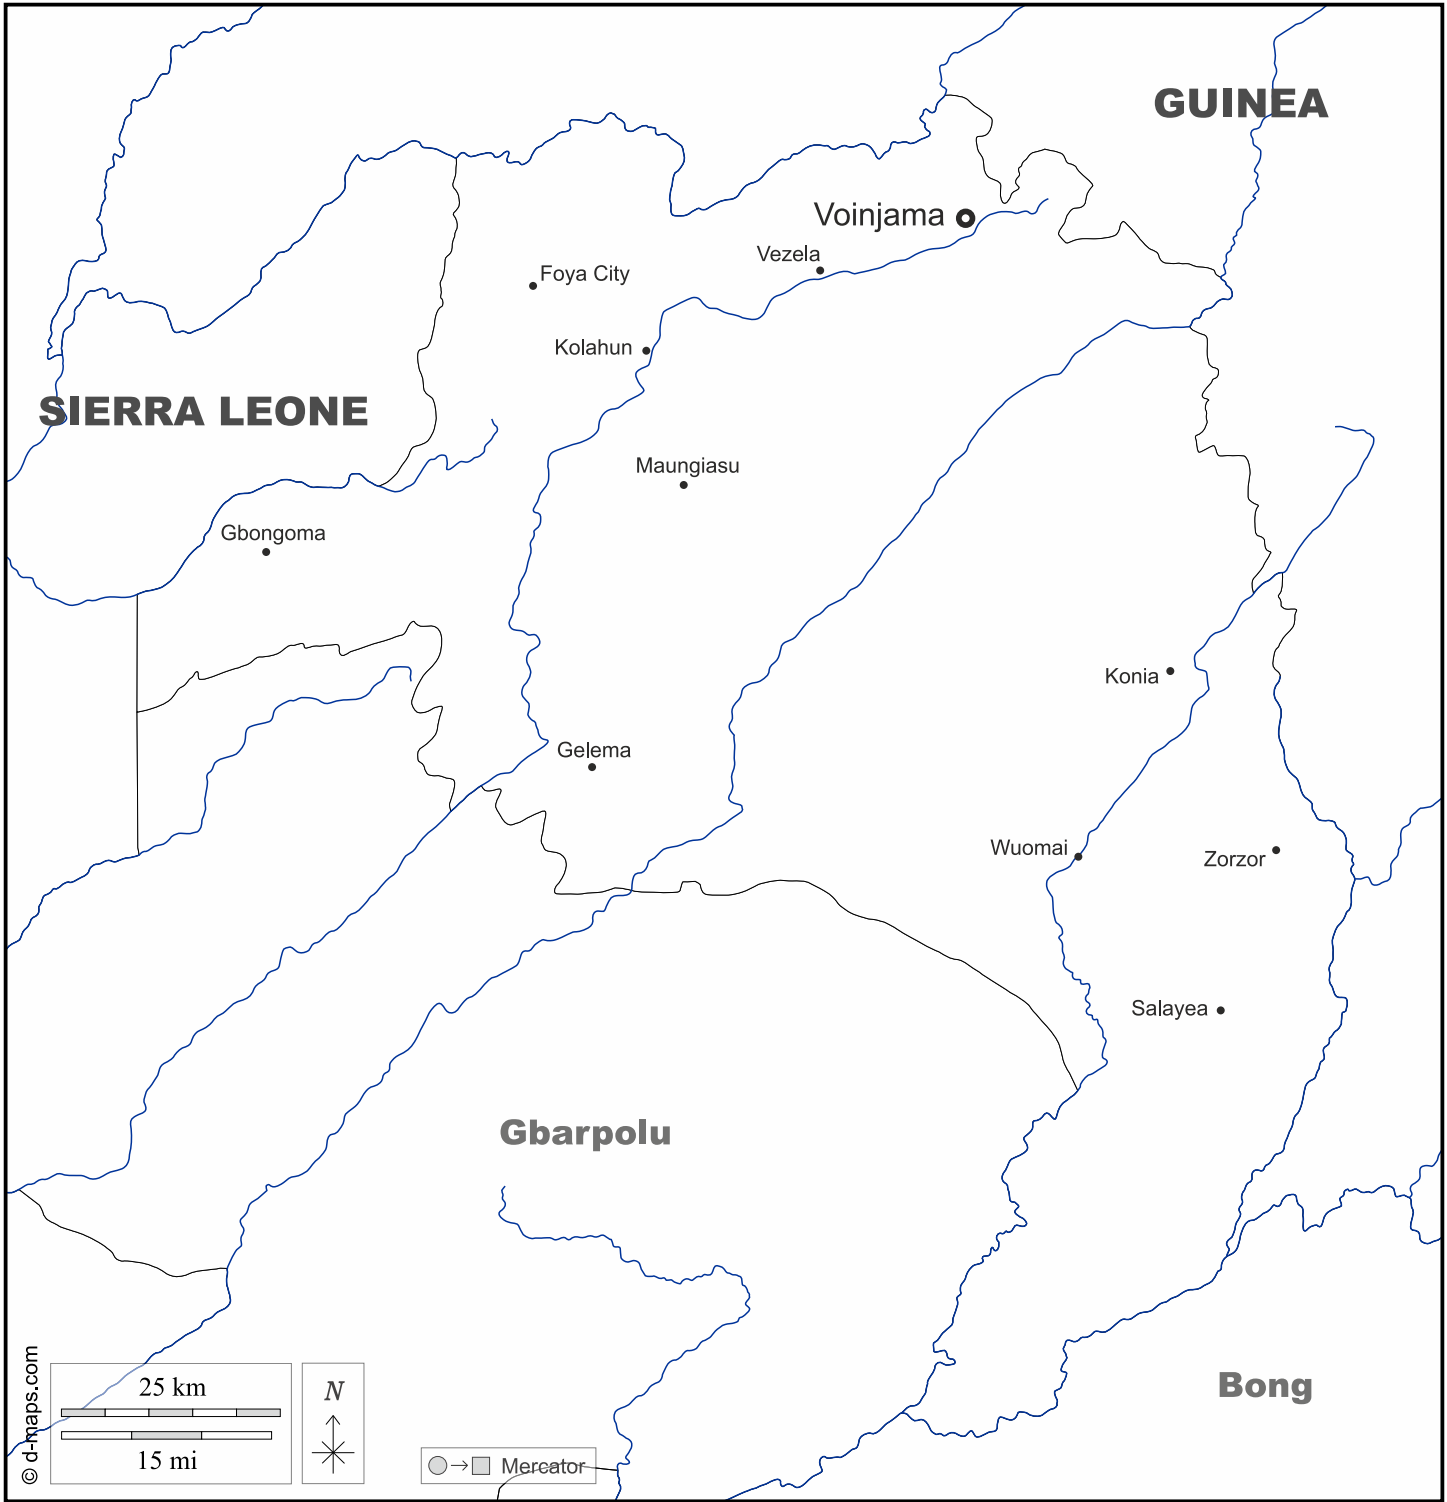 GUINEA
Voinjama
Vezela
Foya City
Kolahun
SIERRA LEONE
Maungiasu
Gbongoma
Konia
Gelema
Wuomai
Zorzor
Salayea
Gbarpolu
Bong
© d-maps.com
25 km
15 mi
N
Mercator